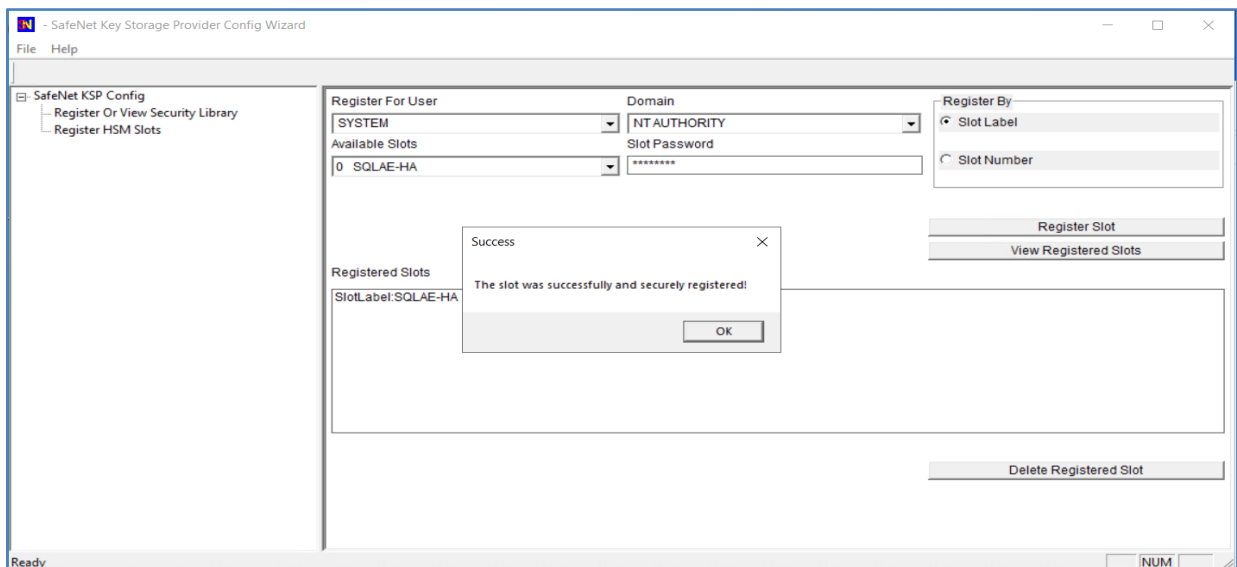 - SafeNet Key Storage Provider Config Wizard
File Help
SafeNet KSP Config
Register Or View Security Library
Register HSM Slots
Register For User
Domain
Register By
SYSTEM
NT AUTHORITY
Slot Label
Available Slots
Slot Password
0 SQLAE-HA
********
Slot Number
Register Slot
View Registered Slots
Success
The slot was successfully and securely registered!
OK
Registered Slots
SlotLabel:SQLAE-HA
Delete Registered Slot
Ready
NUM